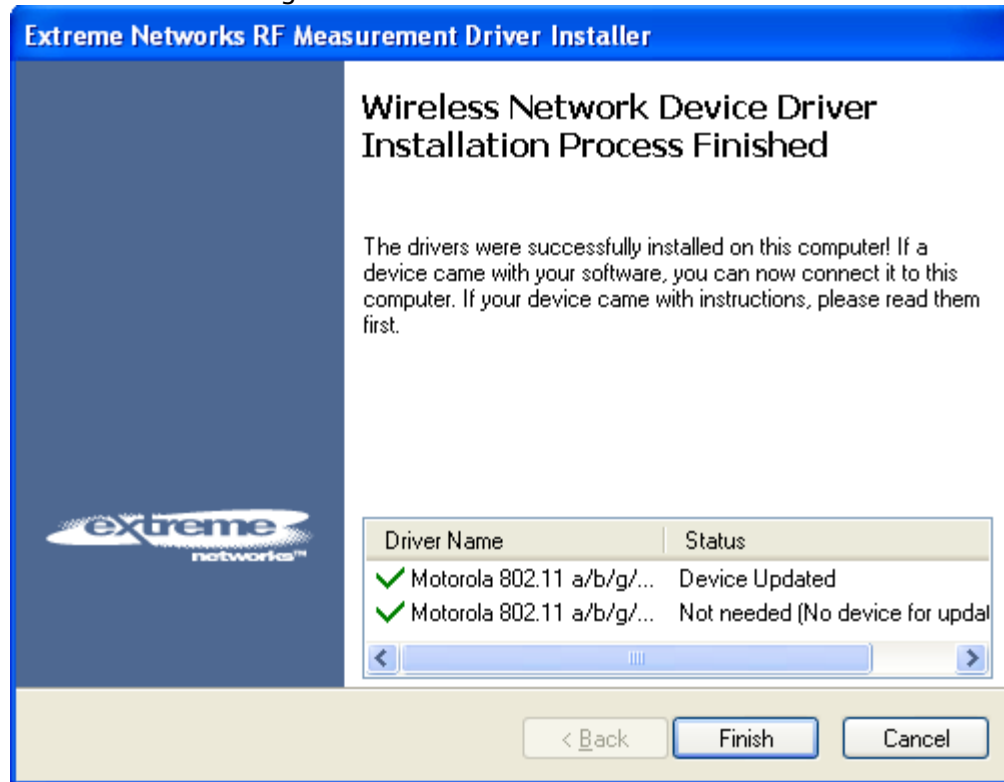 Extreme Networks RF Measurement Driver Installer
Wireless Network Device Driver
Installation Process Finished
The drivers were successfully installed on this computer! If a
device came with your software, you can now connect it to this
computer. If your device came with instructions, please read them
first.
extreme
networks™
Driver Name Status
Motorola 802.11 a/b/g/... Device Updated
Motorola 802.11 a/b/g/... Not needed (No device for updat
< Back Finish Cancel